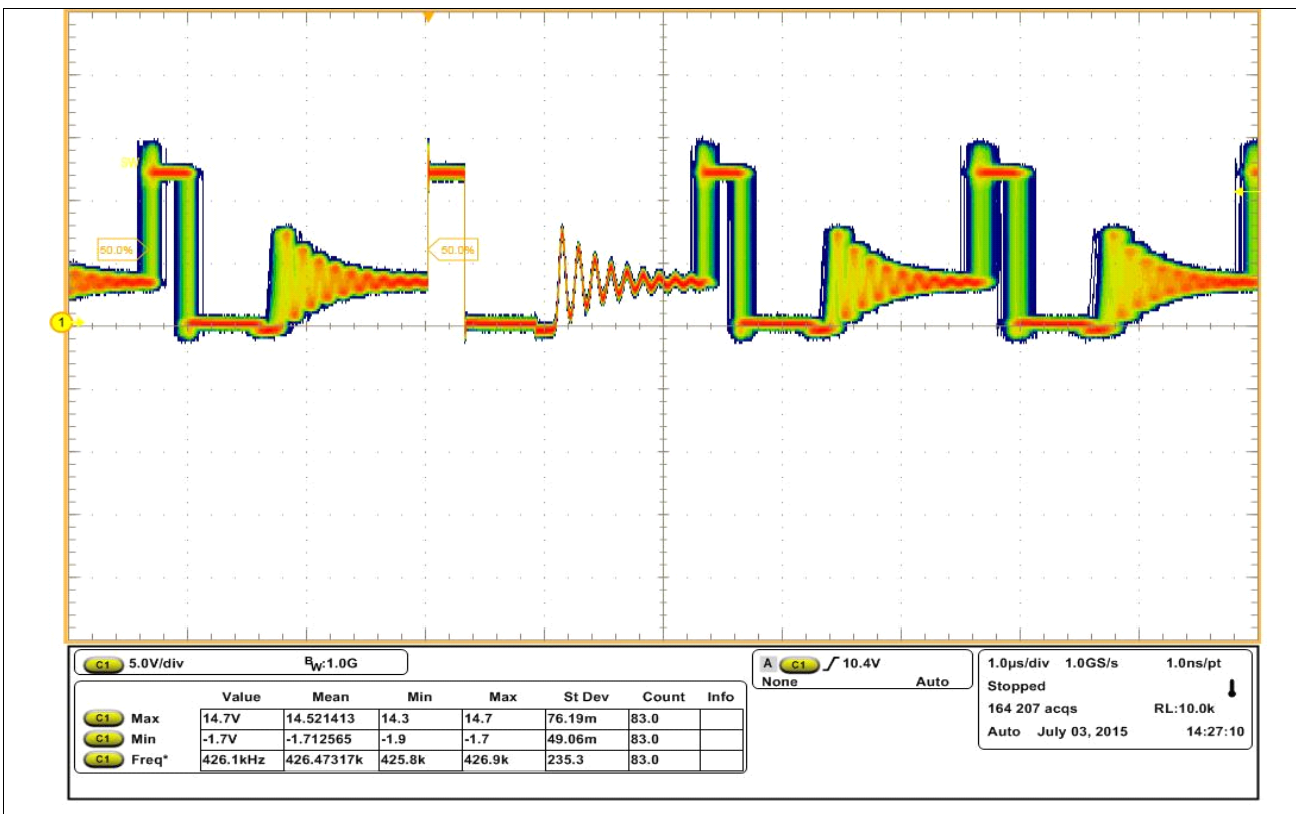 SW
50.0%
50.0%
1
C1 5.0V/div BW:1.0G
A C1 10.4V
None Auto
1.0µs/div 1.0GS/s 1.0ns/pt
Stopped
164 207 acqs RL:10.0k
Auto July 03, 2015 14:27:10
Value Mean Min Max St Dev Count Info
C1 Max 14.7V 14.521413 14.3 14.7 76.19m 83.0
C1 Min -1.7V -1.712565 -1.9 -1.7 49.06m 83.0
C1 Freq* 426.1kHz 426.47317k 425.8k 426.9k 235.3 83.0